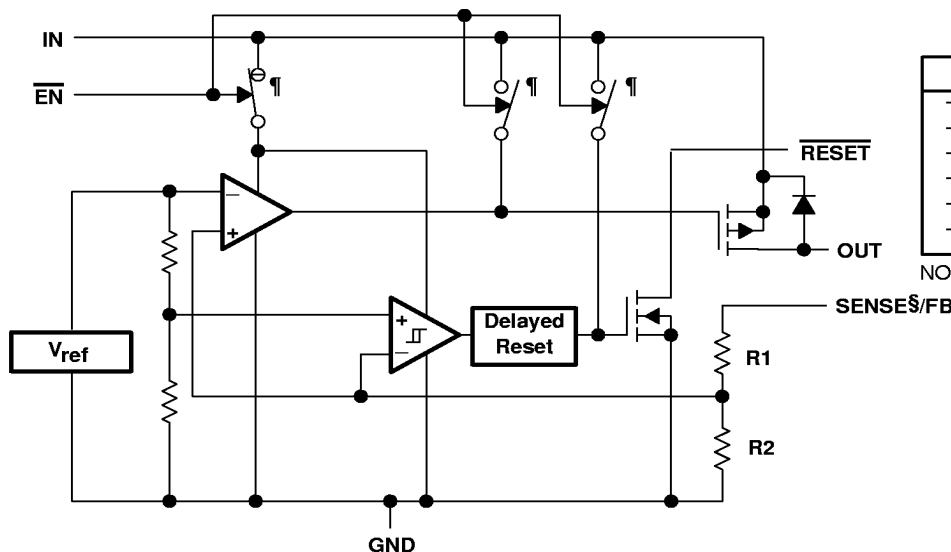 IN
EN
¶
¶
¶
RESET
OUT
SENSE§/FB
Vref
Delayed
Reset
R1
R2
GND
NO
−
+
+
−